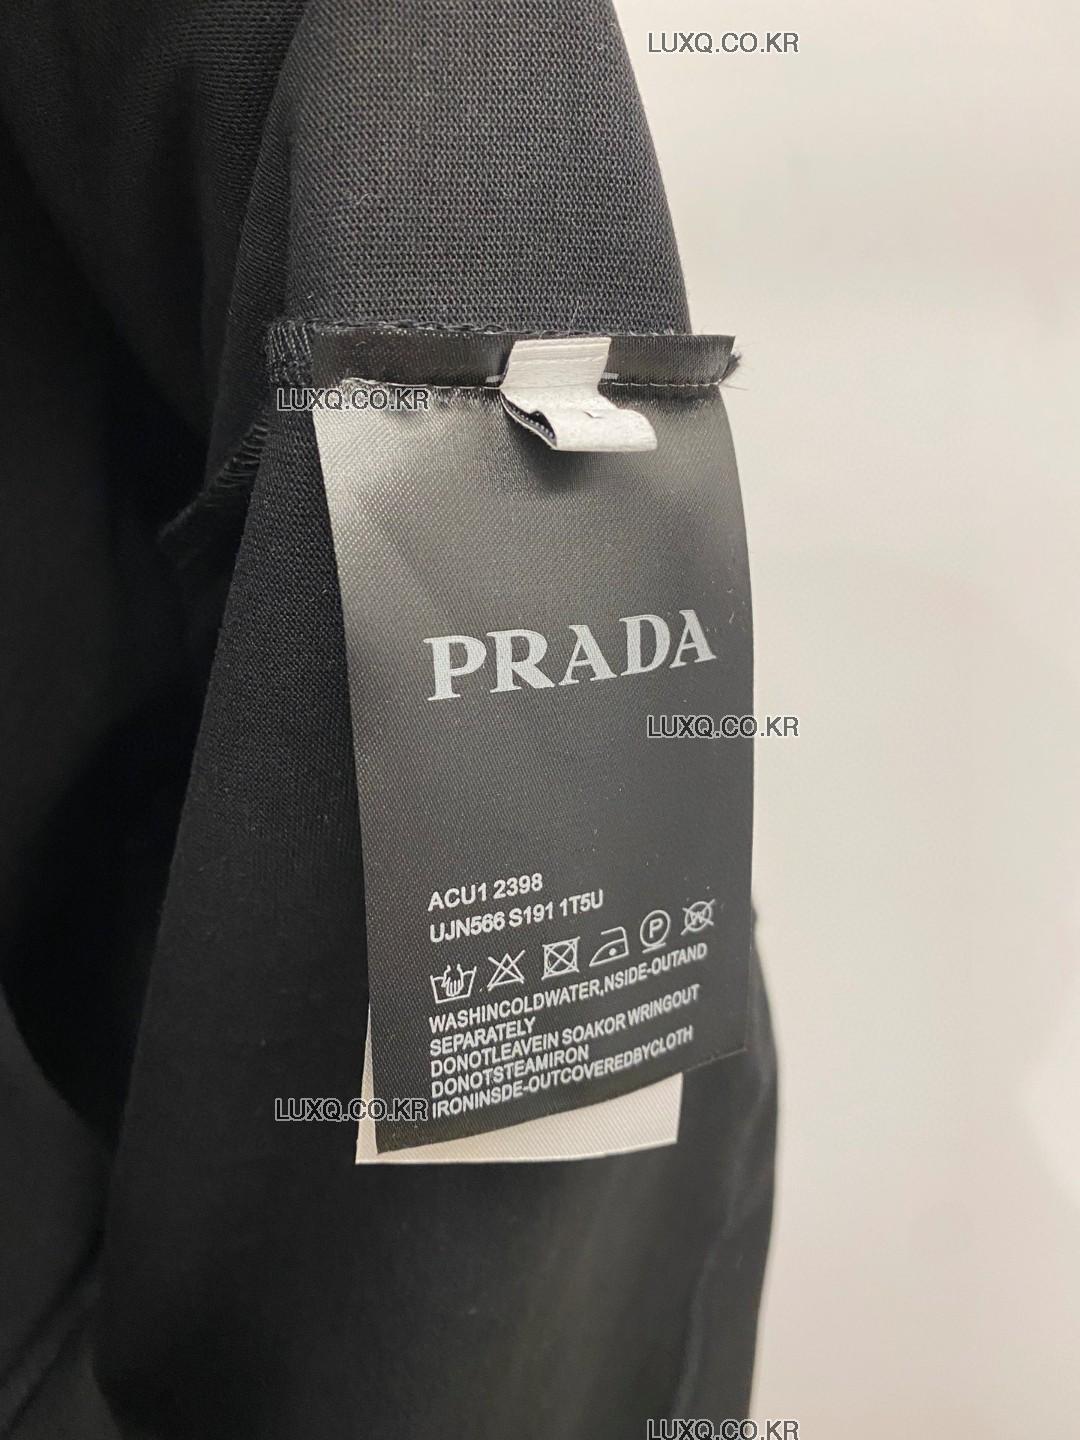 LUXQ.CO.KR
LUXQ.CO.KR
PRADA
LUXQ.CO.KR
ACU1 2398
UJN566 S191 1T5U
P
W
WASHINCOLDWATER,NSIDE-OUTAND
SEPARATELY
DONOTLEAVEIN SOAKOR WRINGOUT
DONOTSTEAMIRON
IRONINSDE-OUTCOVEREDBYCLOTH
LUXQ.CO.KR
LUXQ.CO.KR